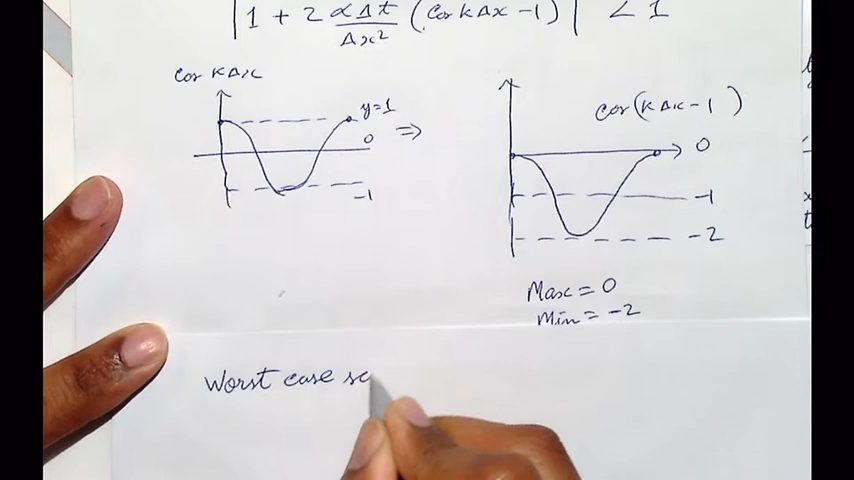 |1 + 2 αΔt/Δx² (cos kΔx - 1)| < 1
cos kΔx
y=1
0
-1
⇒
cos(kΔx - 1)
0
-1
-2
Max = 0
Min = -2
Worst case sc